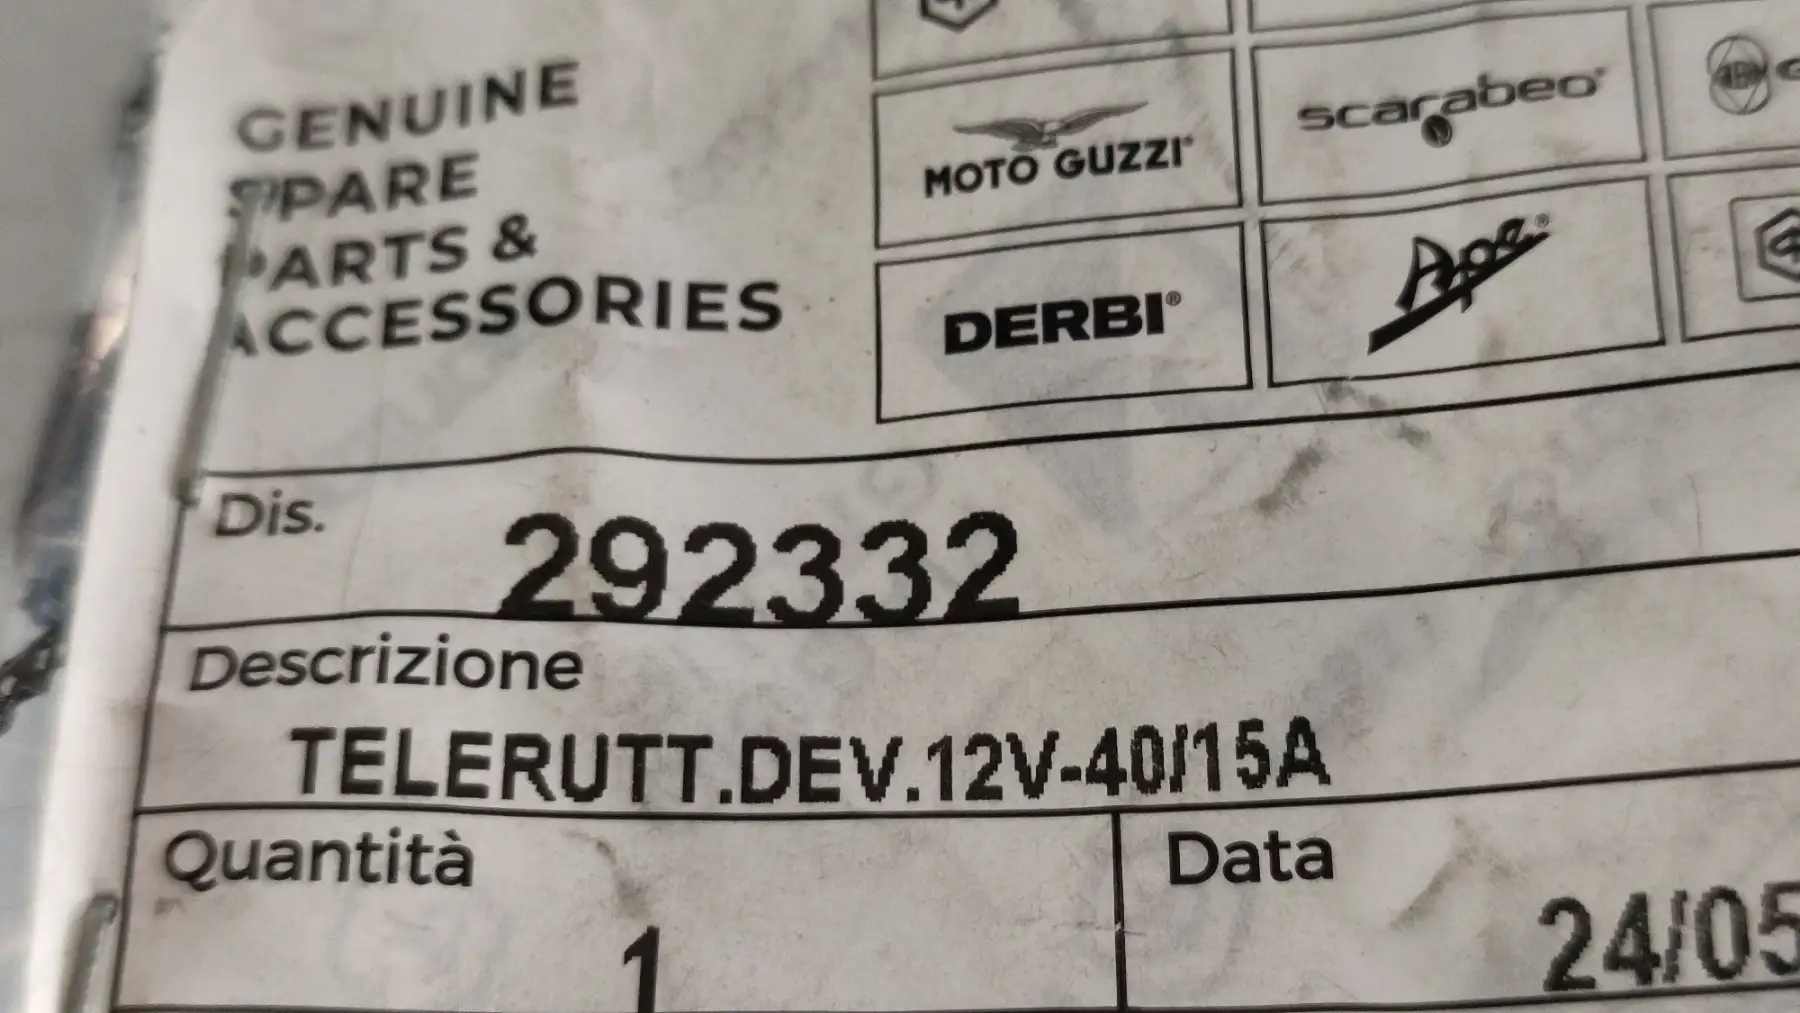 GENUINE
SPARE
PARTS &
ACCESSORIES
MOTO GUZZI®
scarabeo®
DERBI®
Ape®
Dis.
292332
Descrizione
TELERUTT.DEV.12V-40/15A
Quantità
1
Data
24/05